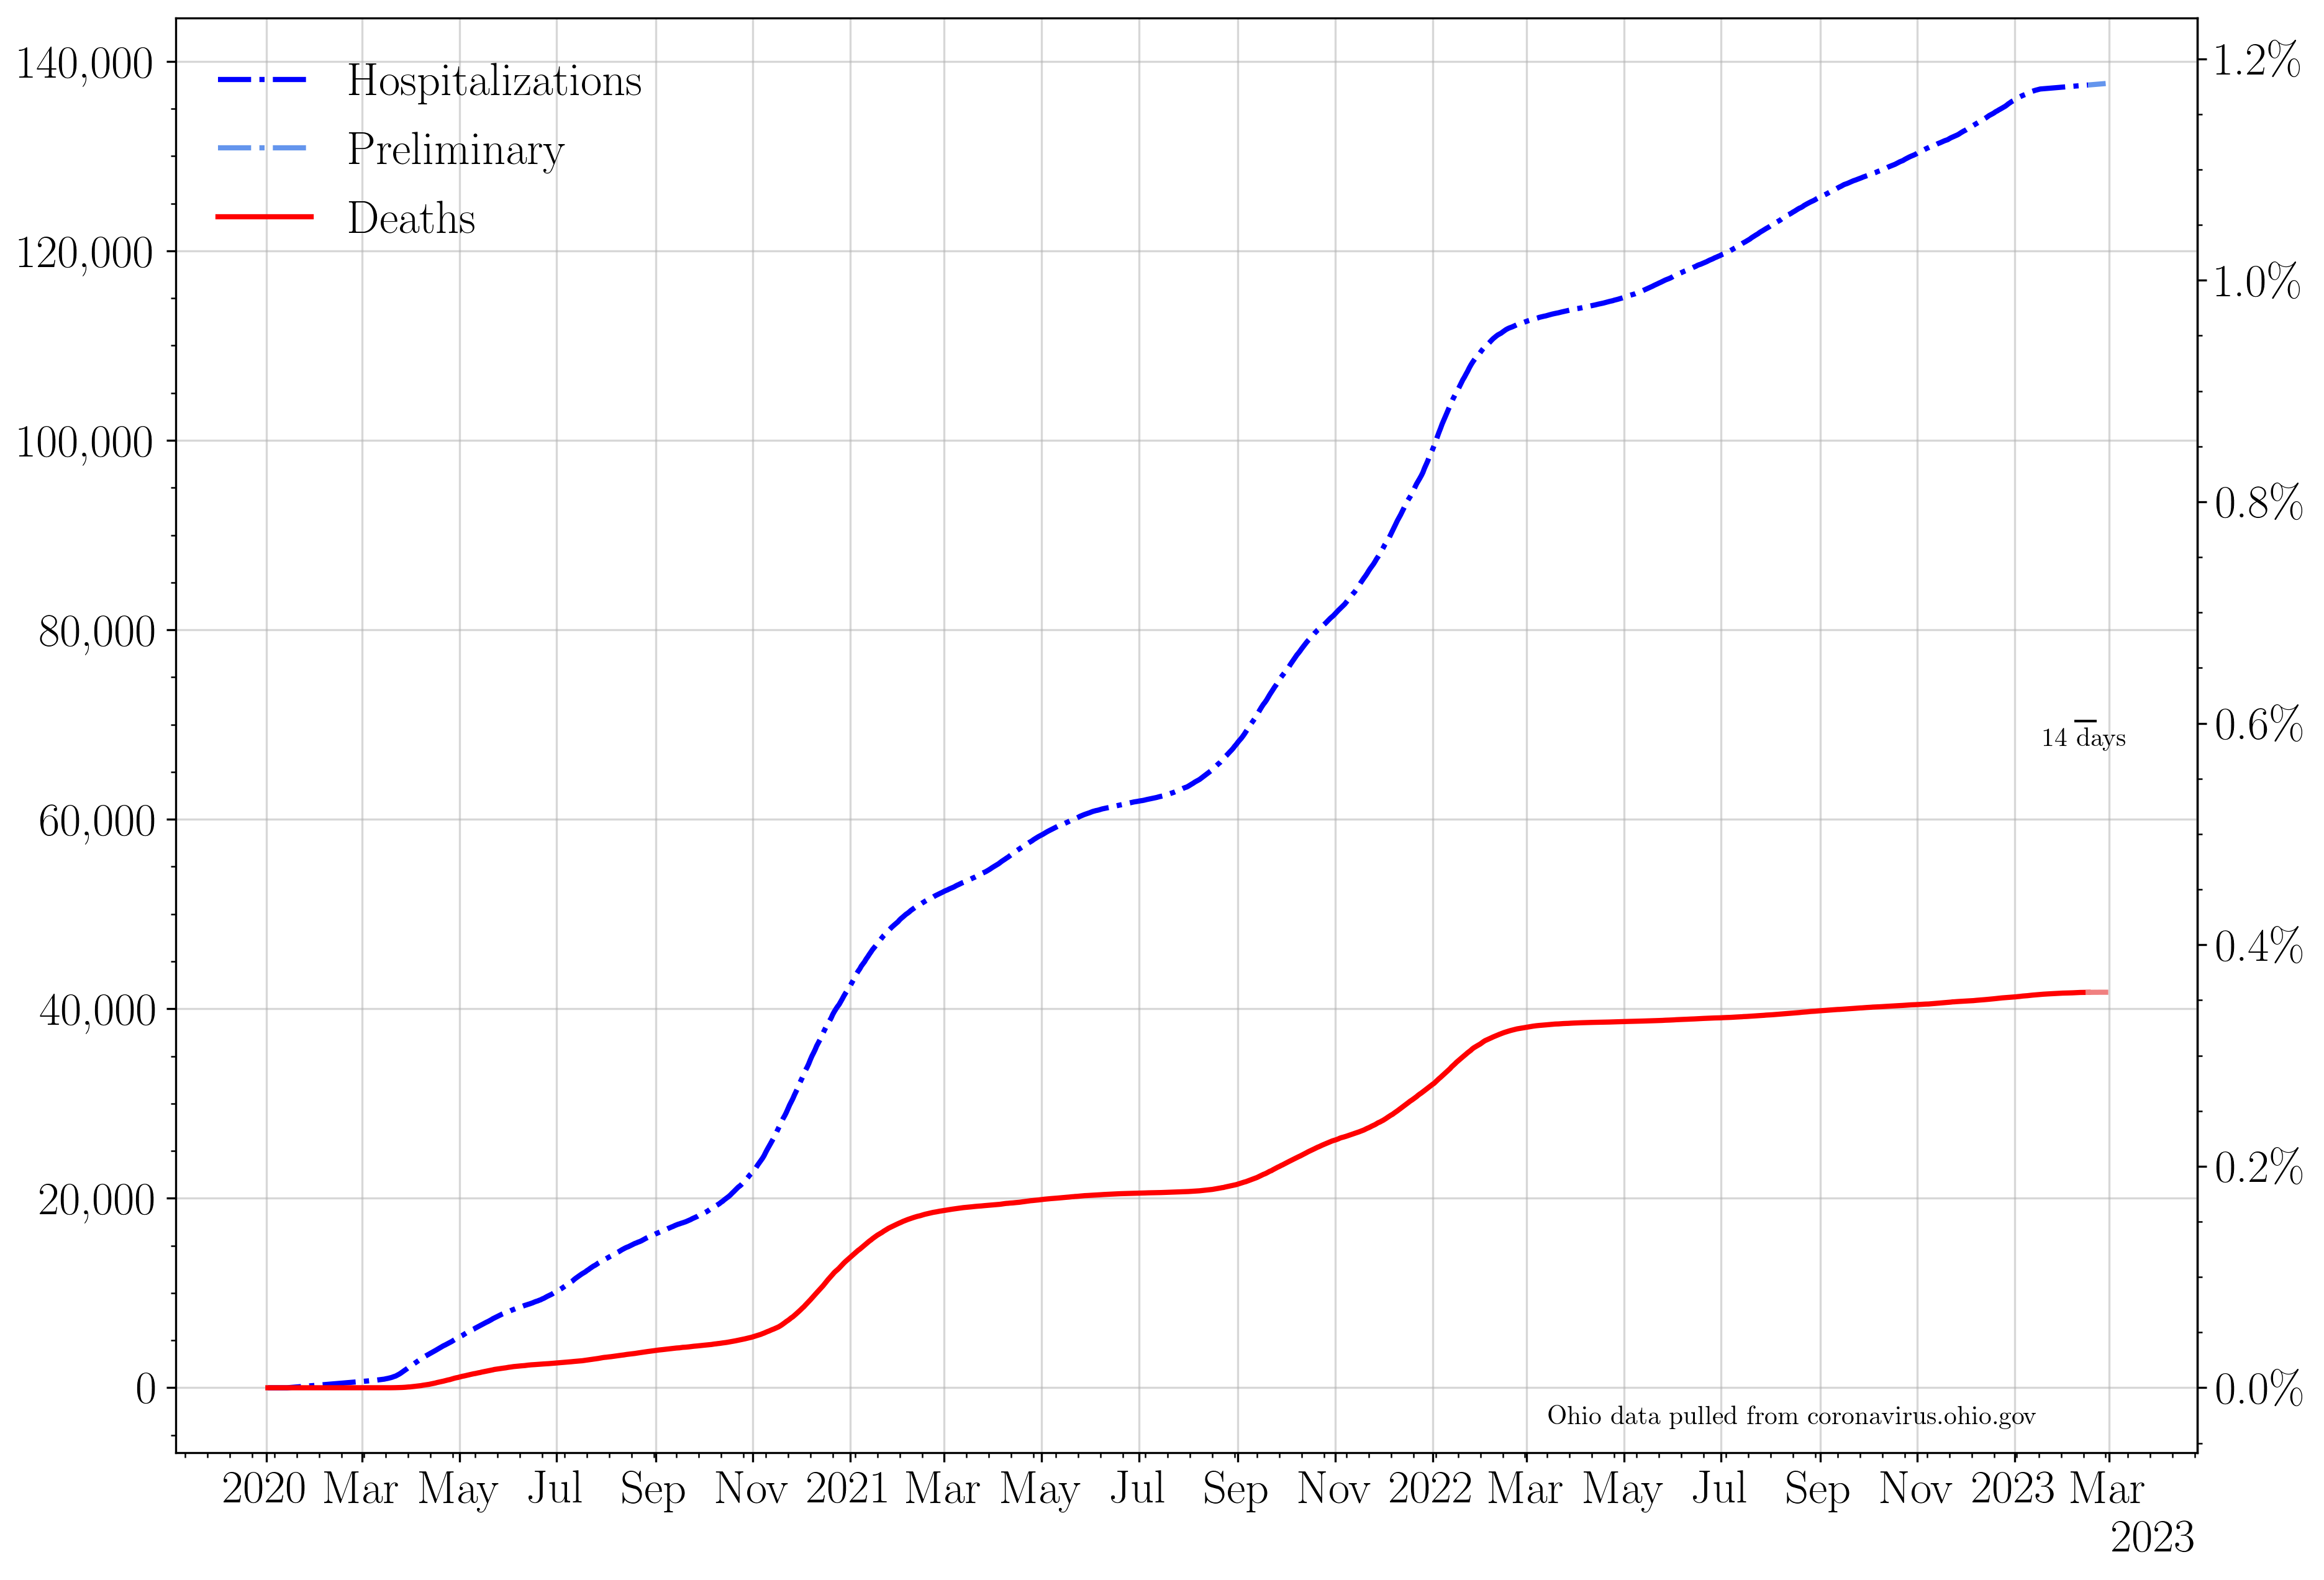 Hospitalizations
Preliminary
Deaths
140,000
120,000
100,000
80,000
60,000
40,000
20,000
0
1.2%
1.0%
0.8%
0.6%
0.4%
0.2%
0.0%
14 days
Ohio data pulled from coronavirus.ohio.gov
2020 Mar May Jul Sep Nov 2021 Mar May Jul Sep Nov 2022 Mar May Jul Sep Nov 2023 Mar
2023